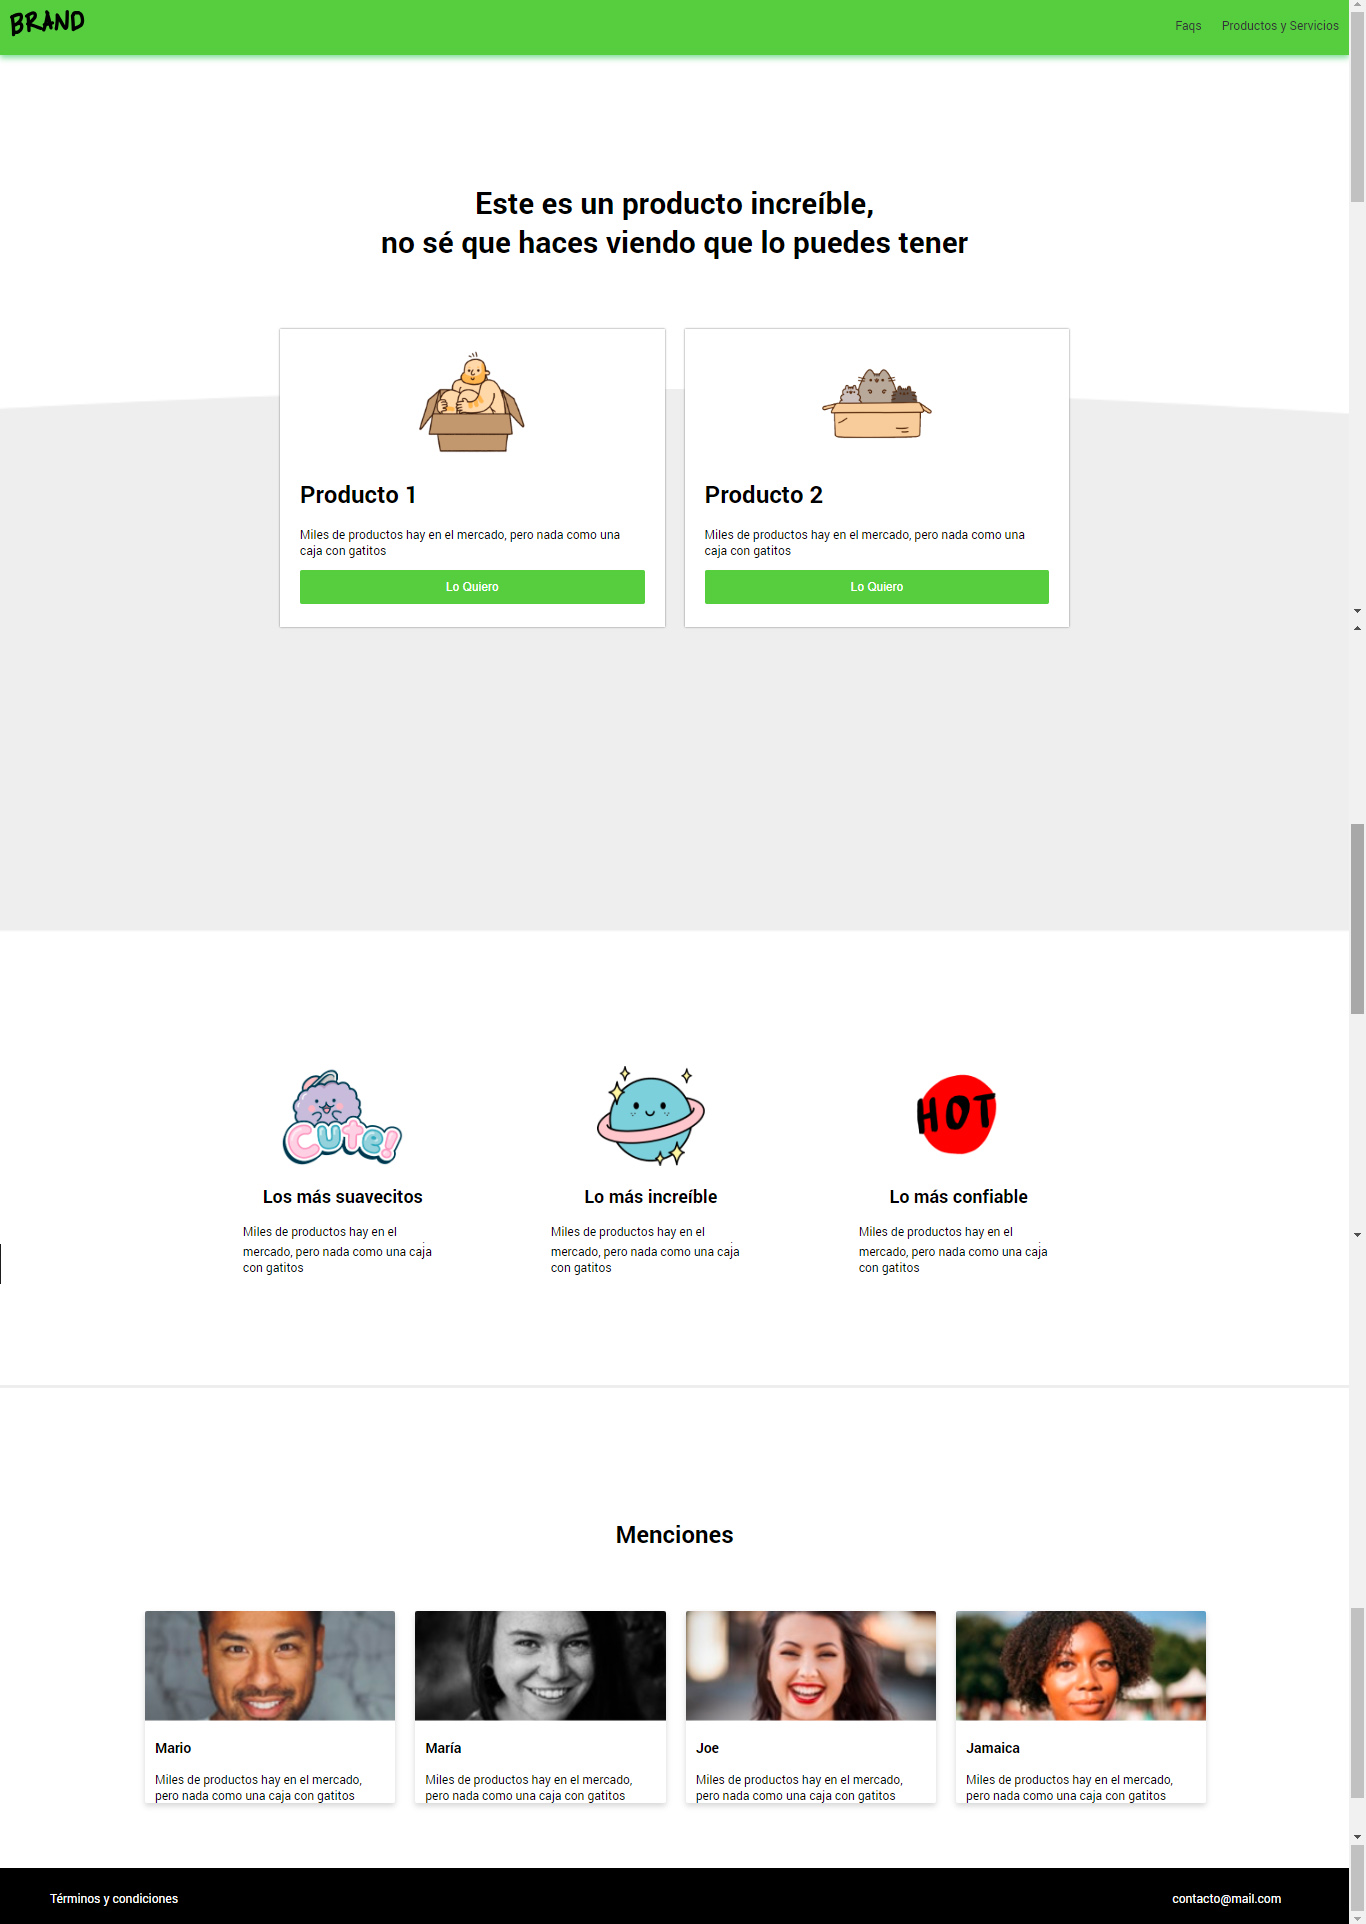 BRAND
Faqs
Productos y Servicios
Este es un producto increíble,
no sé que haces viendo que lo puedes tener
Producto 1
Miles de productos hay en el mercado, pero nada como una
caja con gatitos
Lo Quiero
Producto 2
Miles de productos hay en el mercado, pero nada como una
caja con gatitos
Lo Quiero
Cute!
Los más suavecitos
Miles de productos hay en el
mercado, pero nada como una caja
con gatitos
Lo más increíble
Miles de productos hay en el
mercado, pero nada como una caja
con gatitos
HOT
Lo más confiable
Miles de productos hay en el
mercado, pero nada como una caja
con gatitos
Menciones
Mario
Miles de productos hay en el mercado,
pero nada como una caja con gatitos
María
Miles de productos hay en el mercado,
pero nada como una caja con gatitos
Joe
Miles de productos hay en el mercado,
pero nada como una caja con gatitos
Jamaica
Miles de productos hay en el mercado,
pero nada como una caja con gatitos
Términos y condiciones
contacto@mail.com